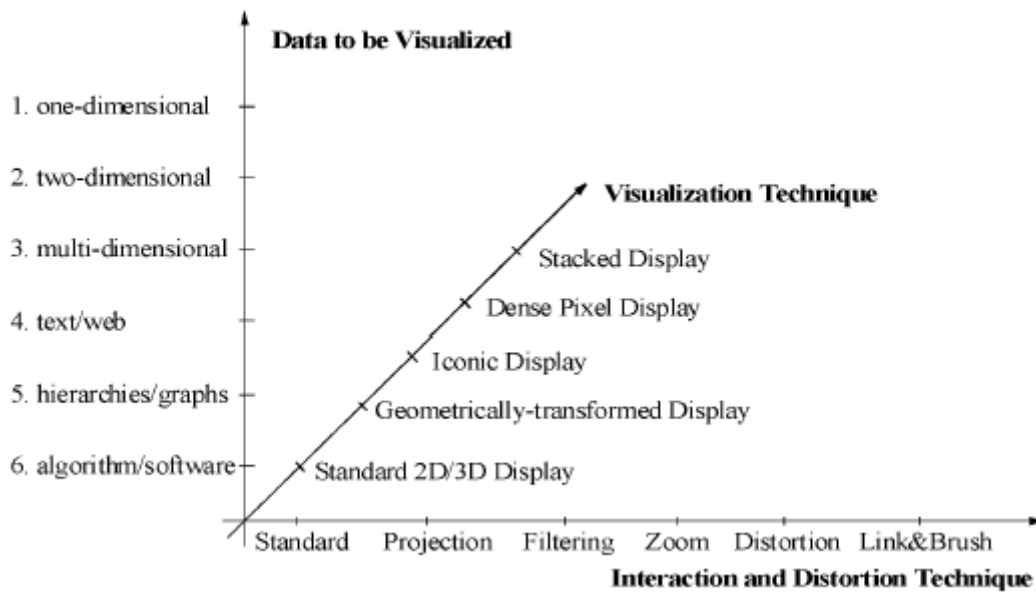 Data to be Visualized
1. one-dimensional
2. two-dimensional
Visualization Technique
3. multi-dimensional
Stacked Display
Dense Pixel Display
4. text/web
Iconic Display
5. hierarchies/graphs
Geometrically-transformed Display
6. algorithm/software
Standard 2D/3D Display
Standard Projection Filtering Zoom Distortion Link&Brush
Interaction and Distortion Technique